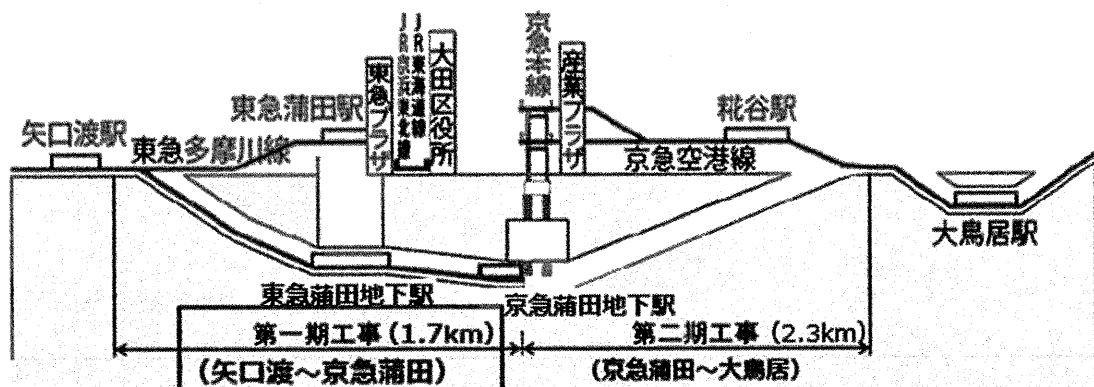 矢口渡駅
東急多摩川線
東急蒲田駅
東急プラザ
JR京浜東北線
JR東海道線
大田区役所
京急本線
産業プラザ
京急空港線
糀谷駅
大鳥居駅
東急蒲田地下駅
京急蒲田地下駅
第一期工事(1.7km)
(矢口渡～京急蒲田)
第二期工事(2.3km)
(京急蒲田～大鳥居)